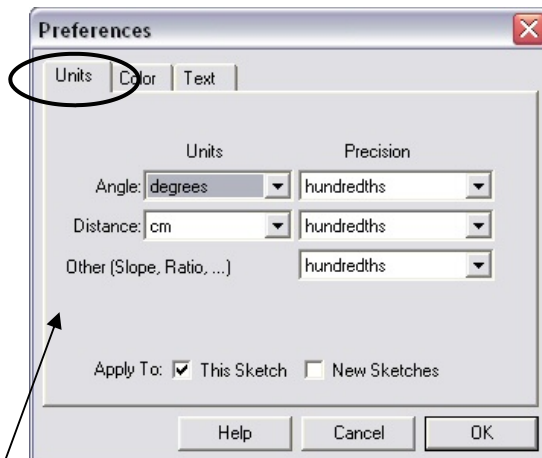 Preferences
Units Color Text
Units Precision
Angle: degrees hundredths
Distance: cm hundredths
Other (Slope, Ratio, ...) hundredths
Apply To: This Sketch New Sketches
Help Cancel OK